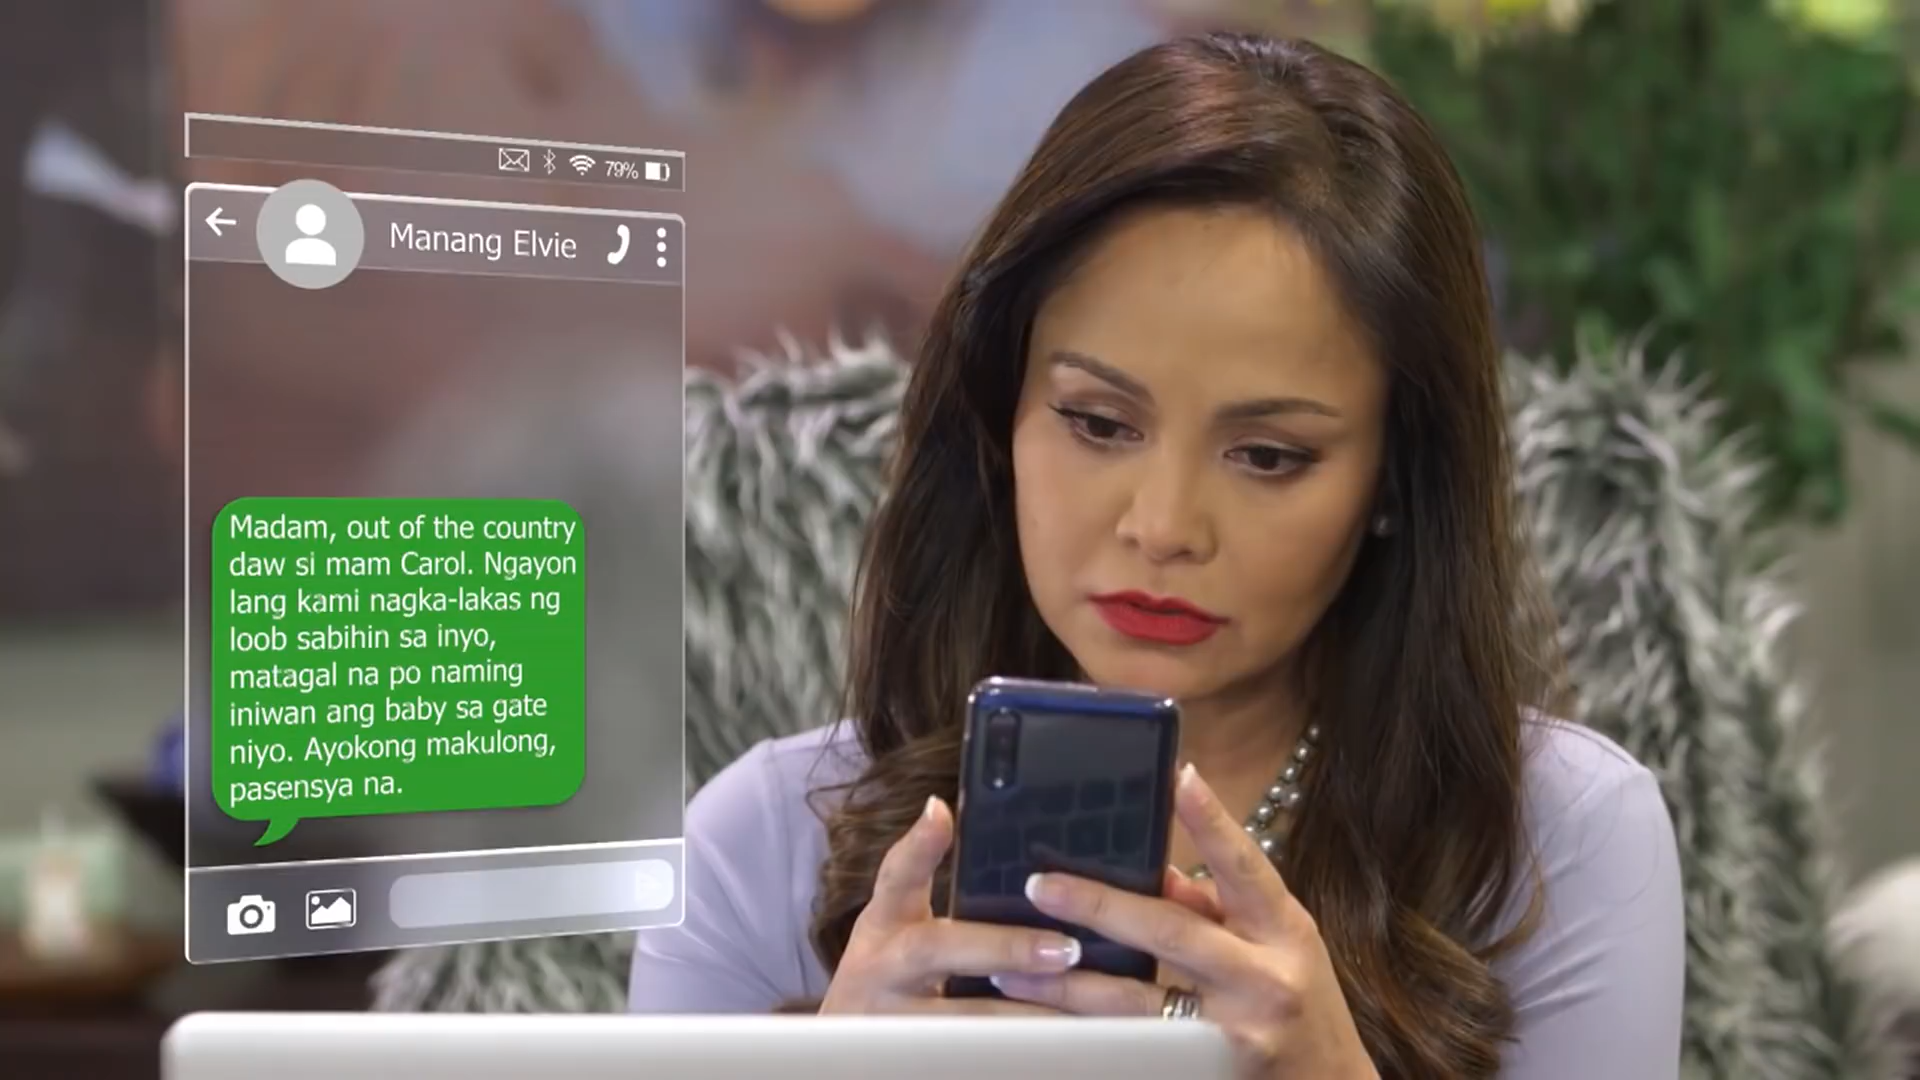 79%
Manang Elvie
Madam, out of the country
daw si mam Carol. Ngayon
lang kami nagka-lakas ng
loob sabihin sa inyo,
matagal na po naming
iniwan ang baby sa gate
niyo. Ayokong makulong,
pasensya na.